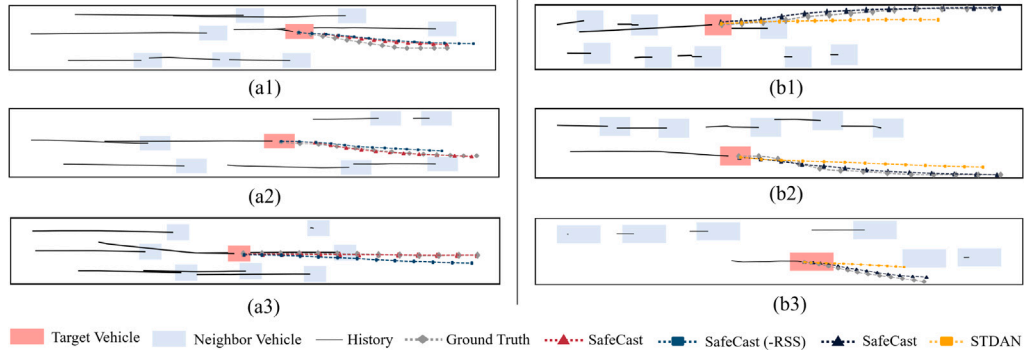 (a1)
(b1)
(a2)
(b2)
(a3)
(b3)
Target Vehicle Neighbor Vehicle History Ground Truth SafeCast SafeCast (-RSS) SafeCast STDAN